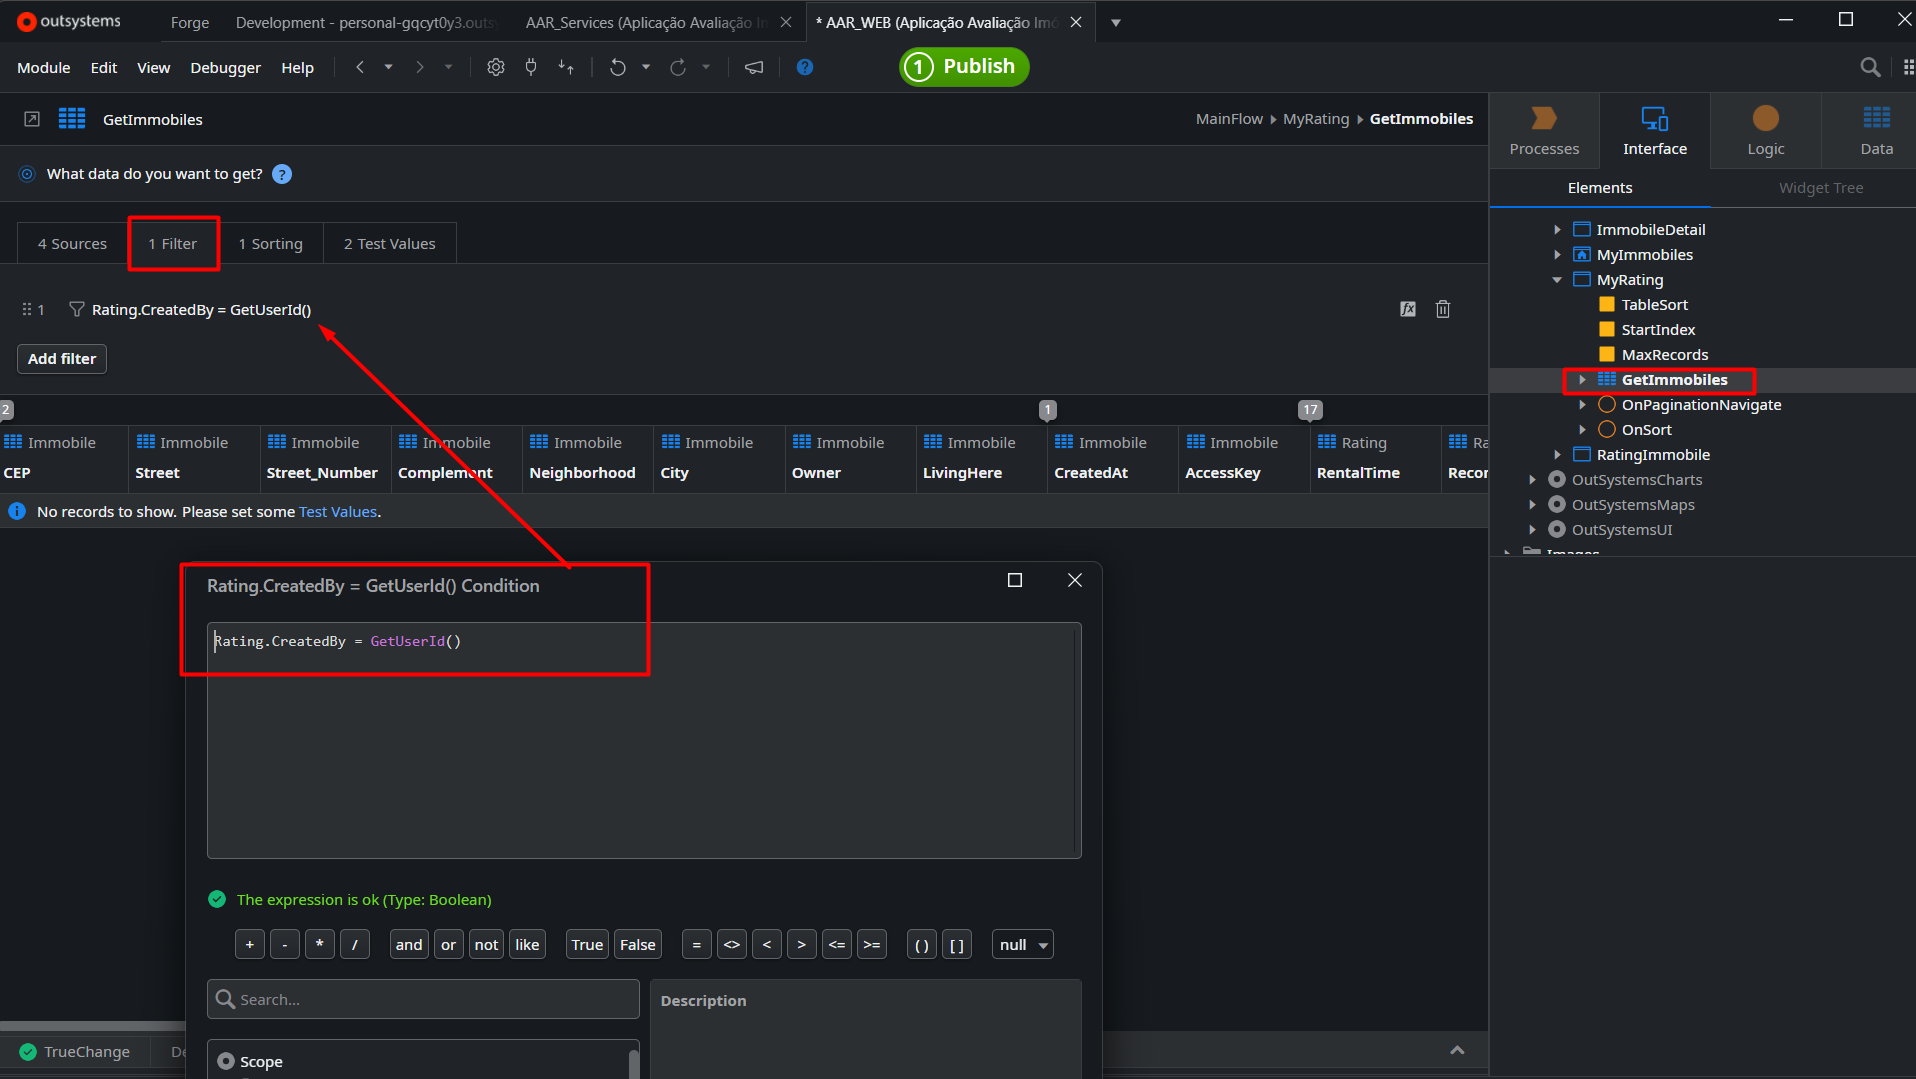 outsystems
Forge
Development - personal-gqcyt0y3.outs
AAR_Services (Aplicação Avaliação Im
* AAR_WEB (Aplicação Avaliação Imó
Module Edit View Debugger Help
1 Publish
GetImmobiles
MainFlow MyRating GetImmobiles
What data do you want to get? ?
4 Sources 1 Filter 1 Sorting 2 Test Values
1 Rating.CreatedBy = GetUserId()
Add filter
2 1 17
Immobile Immobile Immobile Immobile Immobile Immobile Immobile Immobile Immobile Immobile Rating Ra
CEP Street Street_Number Complement Neighborhood City Owner LivingHere CreatedAt AccessKey RentalTime Recor
No records to show. Please set some Test Values.
Rating.CreatedBy = GetUserId() Condition
Rating.CreatedBy = GetUserId()
The expression is ok (Type: Boolean)
+ - * / and or not like True False = <> < > <= >= () [] null
Search...
Description
Scope
TrueChange De
Processes Interface Logic Data
Elements Widget Tree
ImmobileDetail
MyImmobiles
MyRating
TableSort
StartIndex
MaxRecords
GetImmobiles
OnPaginationNavigate
OnSort
RatingImmobile
OutSystemsCharts
OutSystemsMaps
OutSystemsUI
Images